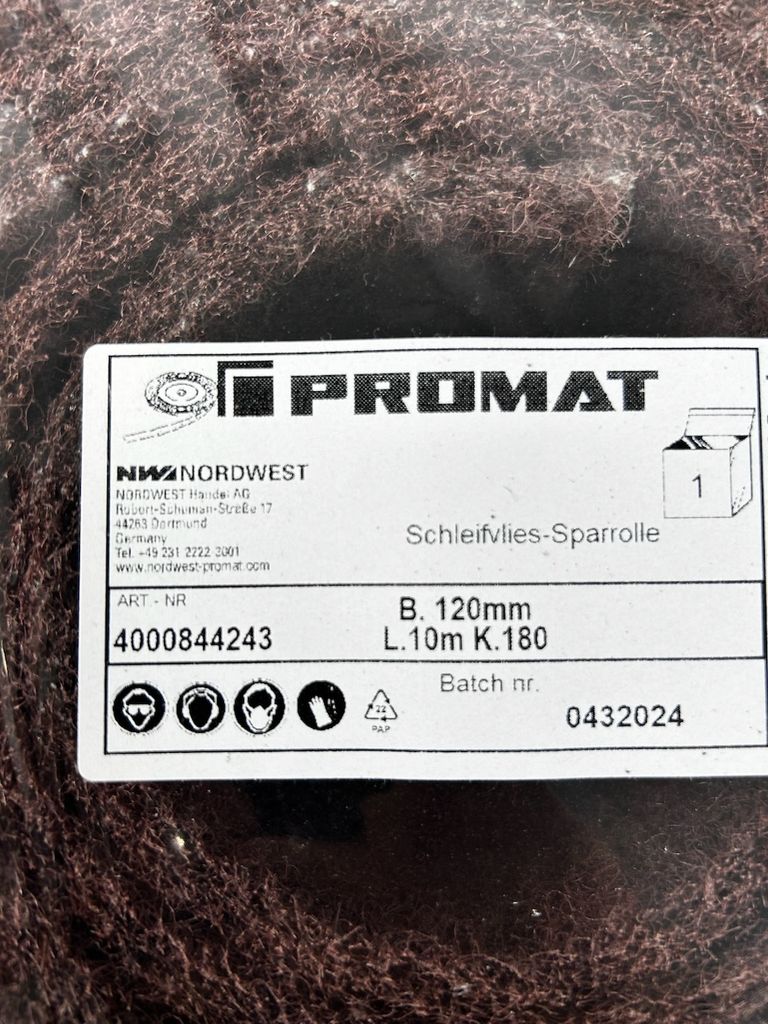 PROMAT
NW NORDWEST
NORDWEST Handel AG
Robert-Schuman-Straße 17
44263 Dortmund
Germany
Tel. +49 231 2222 3001
www.nordwest-promat.com
1
Schleifvlies-Sparrolle
ART.- NR
4000844243
B. 120mm
L.10m K.180
22
PAP
Batch nr.
0432024